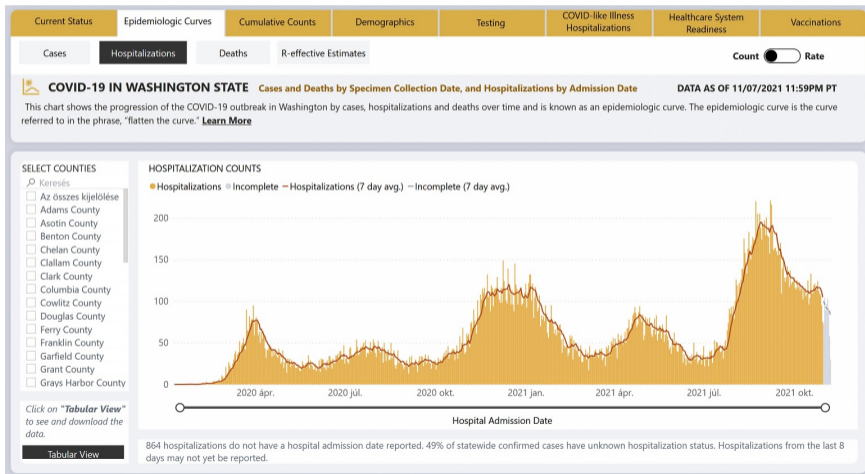 Current Status
Epidemiologic Curves
Cumulative Counts
Demographics
Testing
COVID-like Illness
Hospitalizations
Healthcare System
Readiness
Vaccinations
Cases
Hospitalizations
Deaths
R-effective Estimates
Count
Rate
COVID-19 IN WASHINGTON STATE Cases and Deaths by Specimen Collection Date, and Hospitalizations by Admission Date DATA AS OF 11/07/2021 11:59PM PT
This chart shows the progression of the COVID-19 outbreak in Washington by cases, hospitalizations and deaths over time and is known as an epidemiologic curve. The epidemiologic curve is the curve
referred to in the phrase, "flatten the curve." Learn More
SELECT COUNTIES
Keresés
Az összes kijelölése
Adams County
Asotin County
Benton County
Chelan County
Clallam County
Clark County
Columbia County
Cowlitz County
Douglas County
Ferry County
Franklin County
Garfield County
Grant County
Grays Harbor County
Click on "Tabular View"
to see and download the
data.
Tabular View
HOSPITALIZATION COUNTS
Hospitalizations Incomplete Hospitalizations (7 day avg.) Incomplete (7 day avg.)
200
150
100
50
0
2020 ápr. 2020 júl. 2020 okt. 2021 jan. 2021 ápr. 2021 júl. 2021 okt.
Hospital Admission Date
864 hospitalizations do not have a hospital admission date reported. 49% of statewide confirmed cases have unknown hospitalization status. Hospitalizations from the last 8
days may not yet be reported.